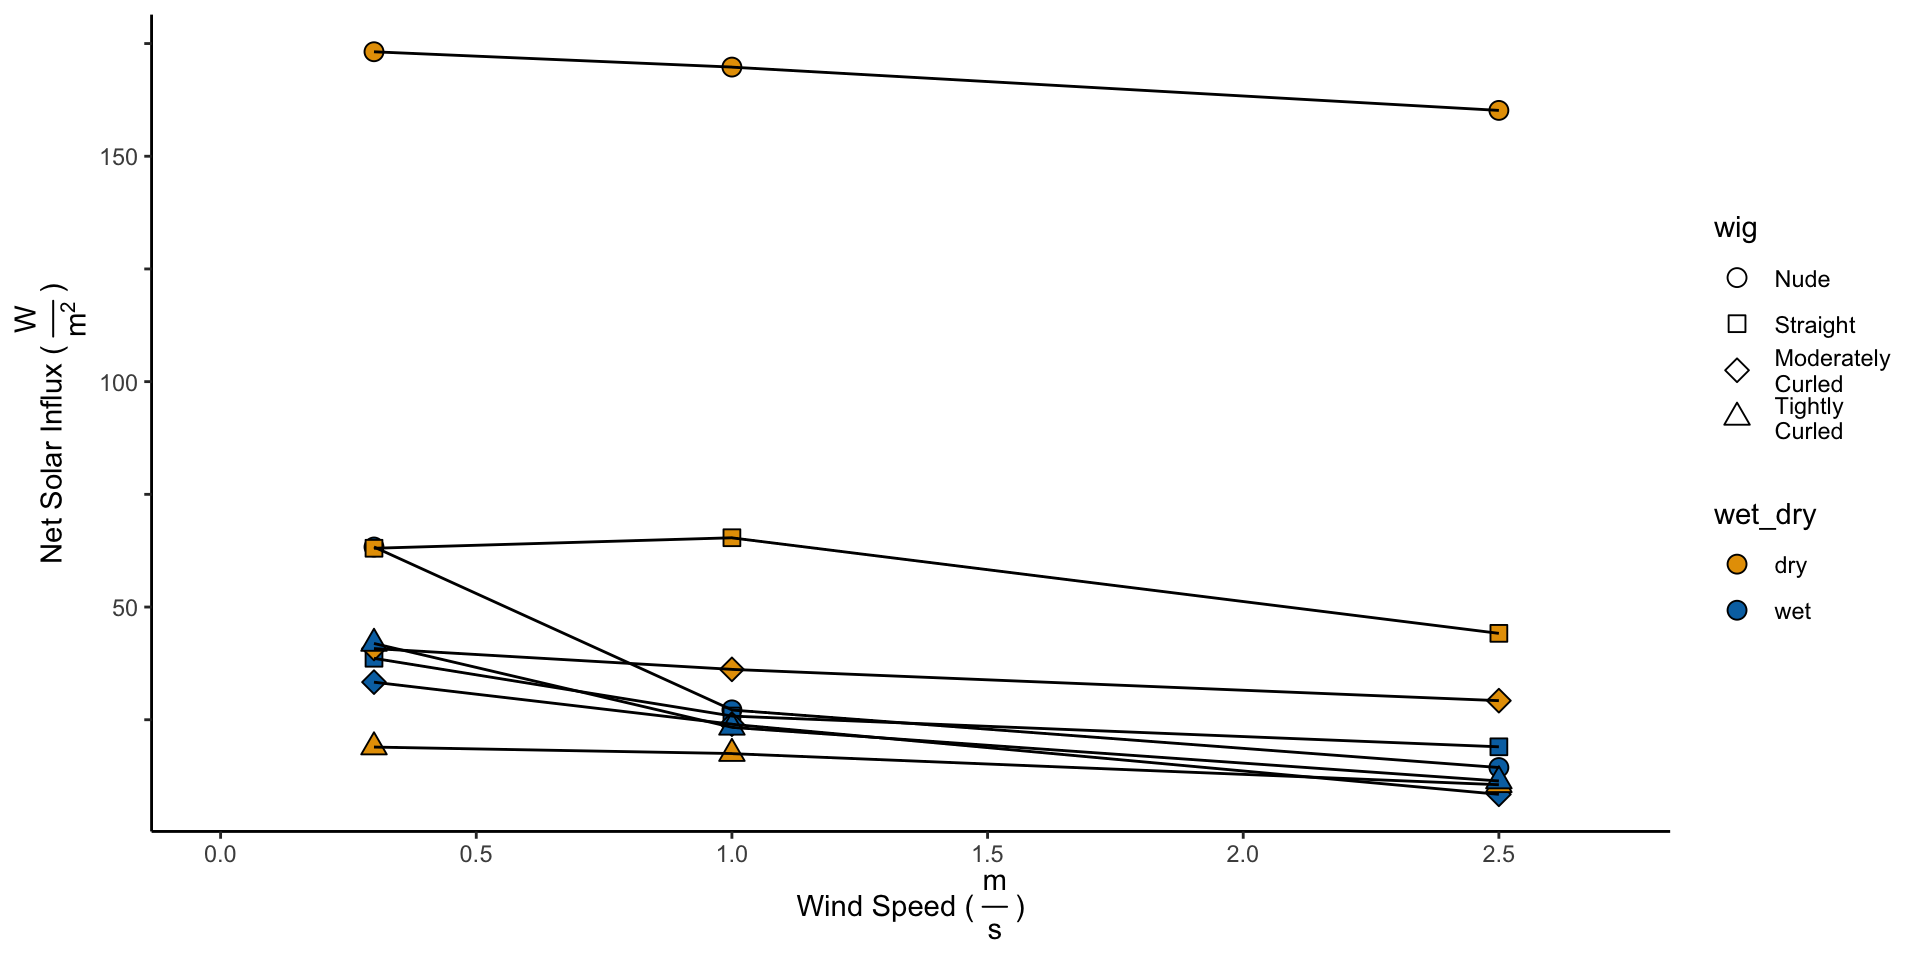 150
100
50
Net Solar Influx ( W / m² )
0.0 0.5 1.0 1.5 2.0 2.5
Wind Speed ( m / s )
wig
Nude
Straight
Moderately
Curled
Tightly
Curled
wet_dry
dry
wet